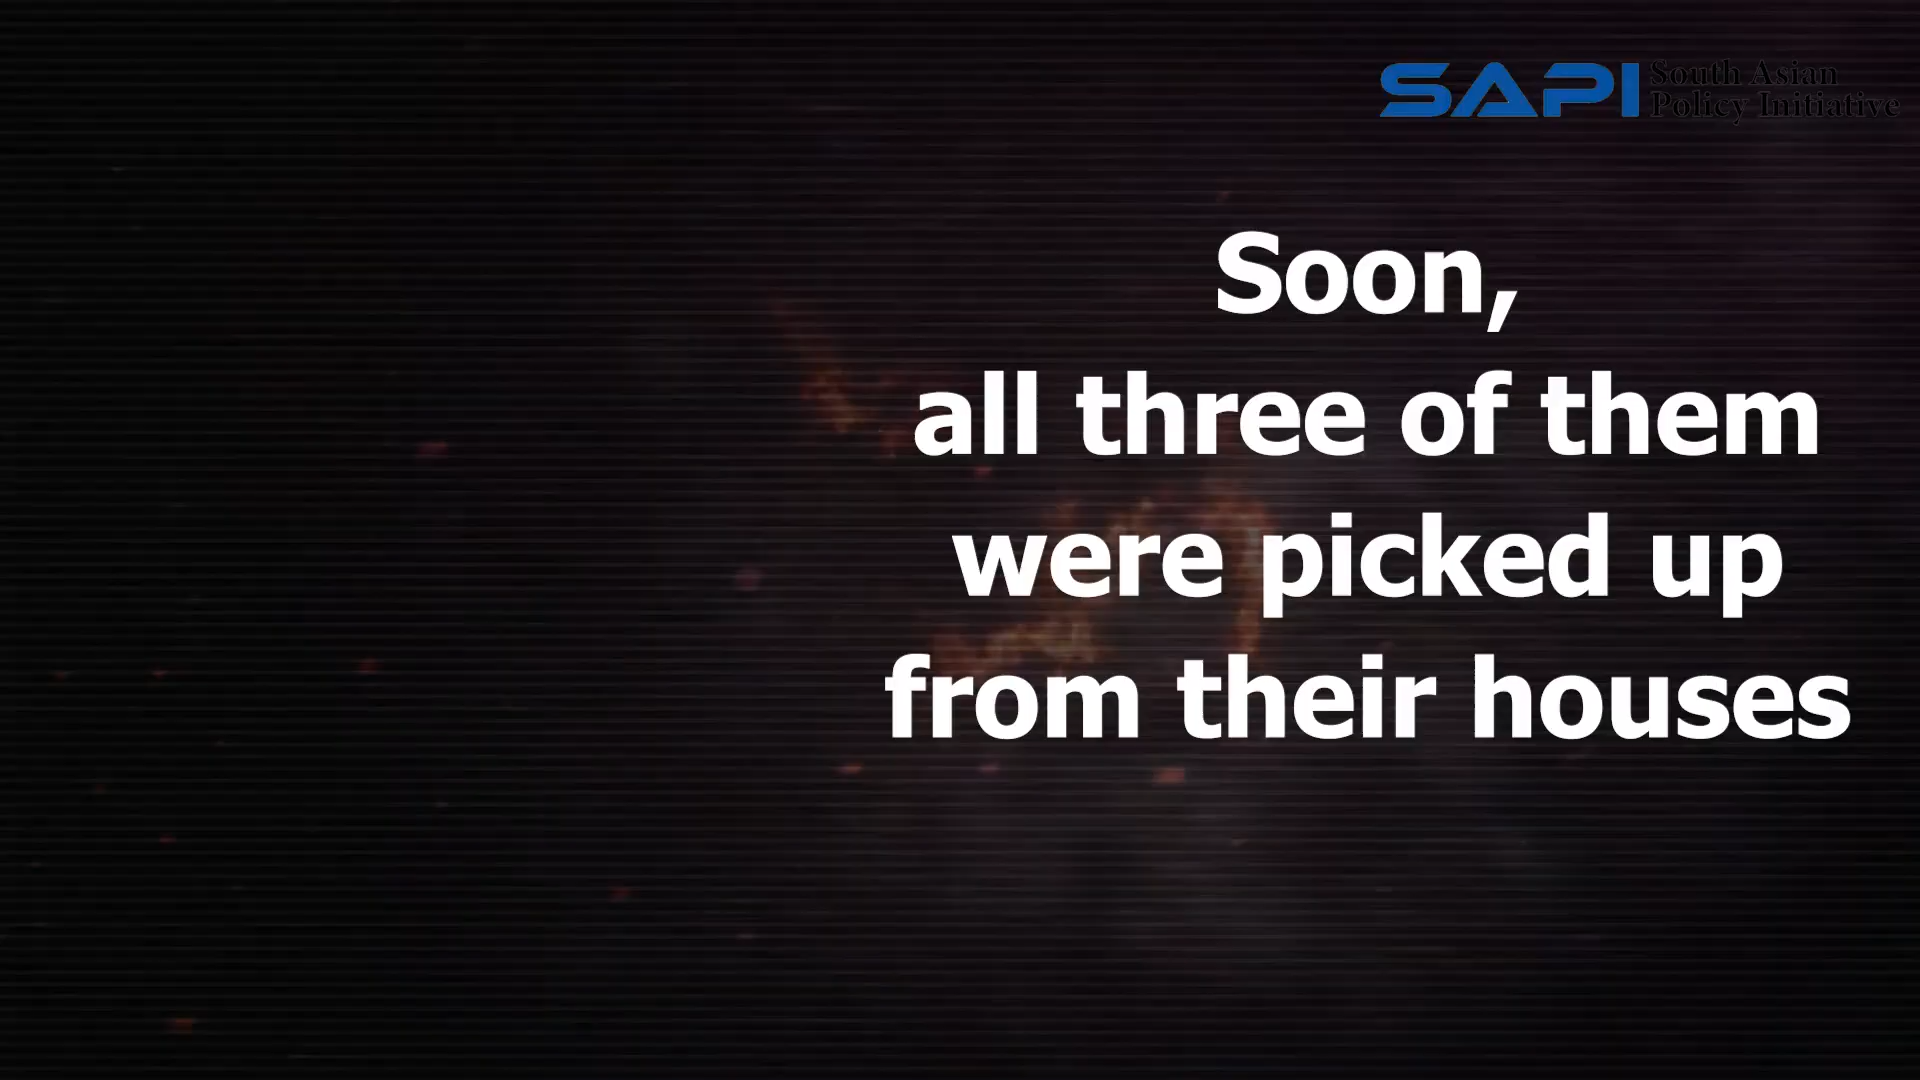 SAPI South Asian
Policy Initiative
Soon,
all three of them
were picked up
from their houses